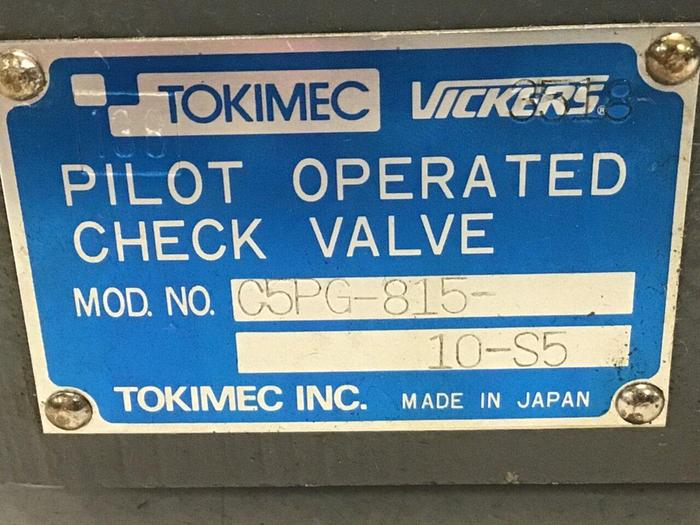 TOKIMEC VICKERS®
PILOT OPERATED
CHECK VALVE
MOD. NO. C5PG-815-
10-S5
TOKIMEC INC. MADE IN JAPAN